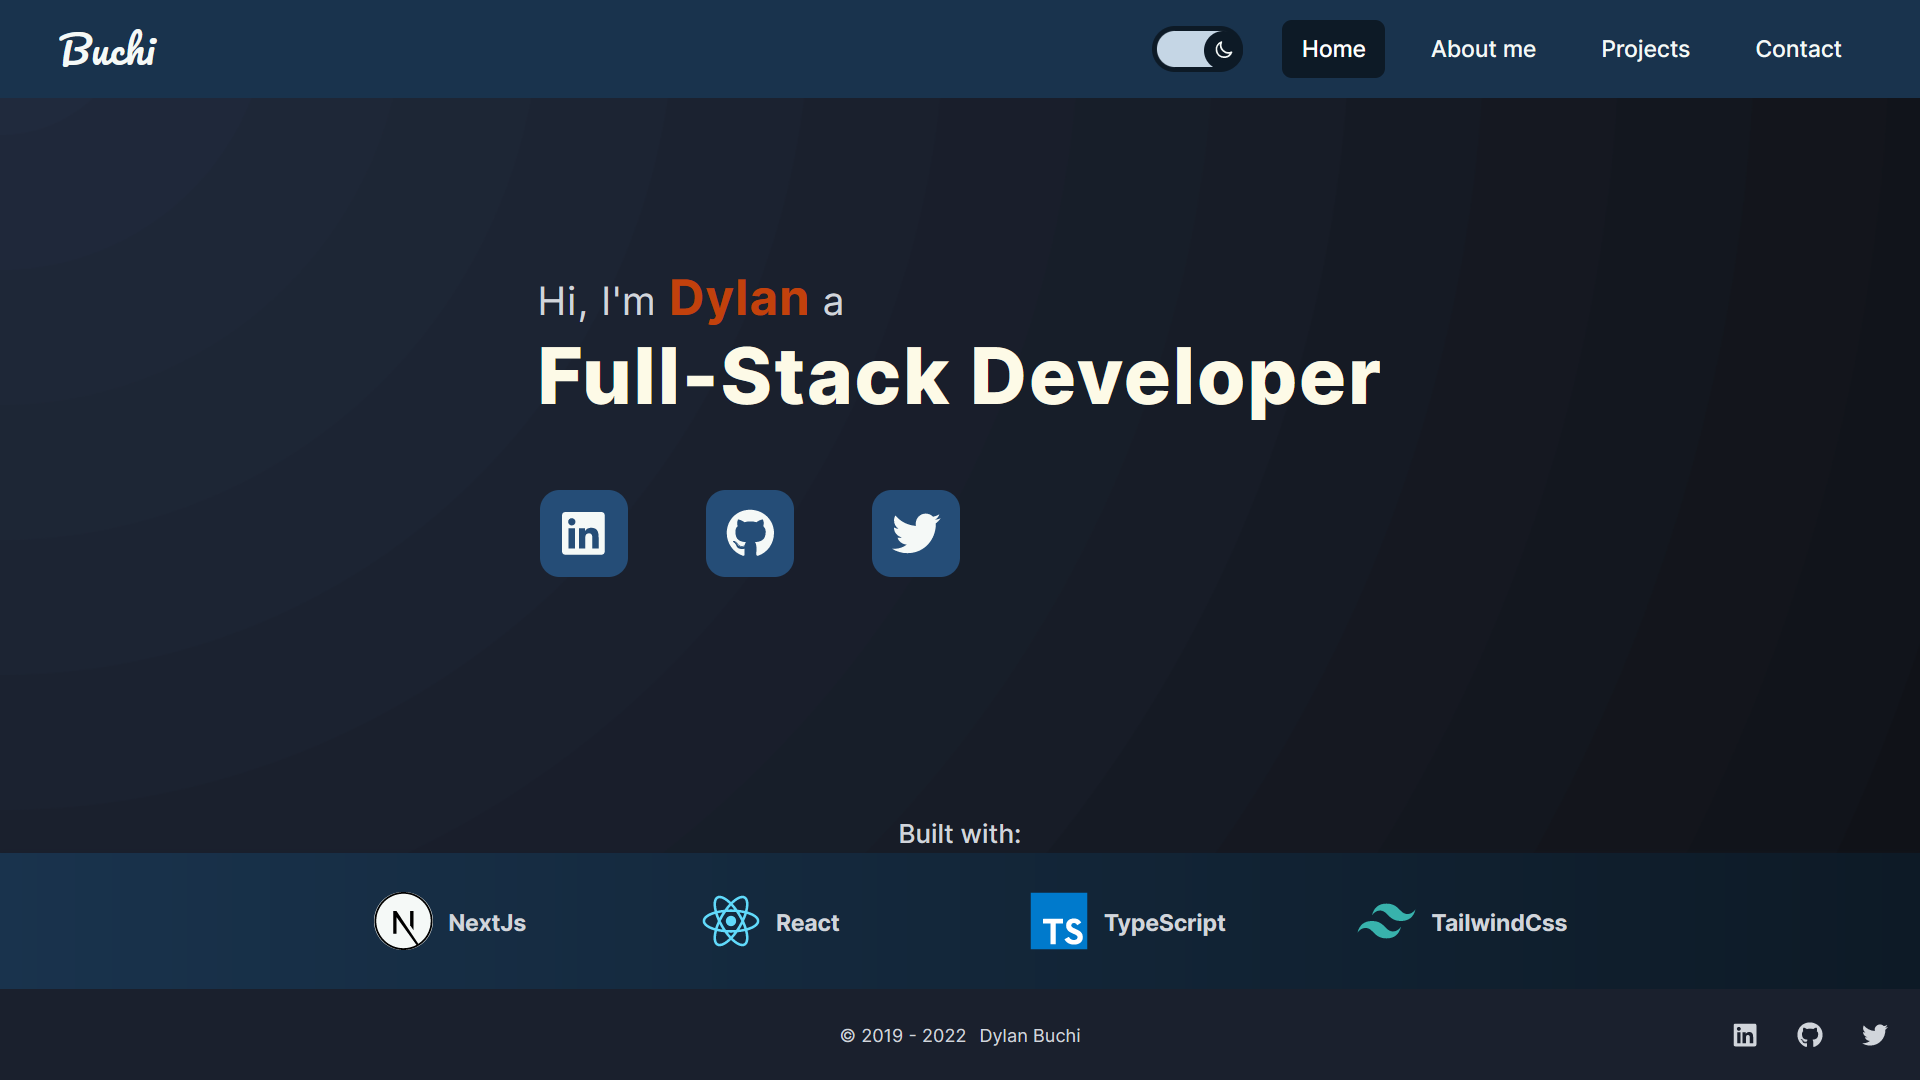 Buchi
Home
About me
Projects
Contact
Hi, I'm Dylan a
Full-Stack Developer
Built with:
N NextJs
React
TS TypeScript
TailwindCss
© 2019 - 2022 Dylan Buchi